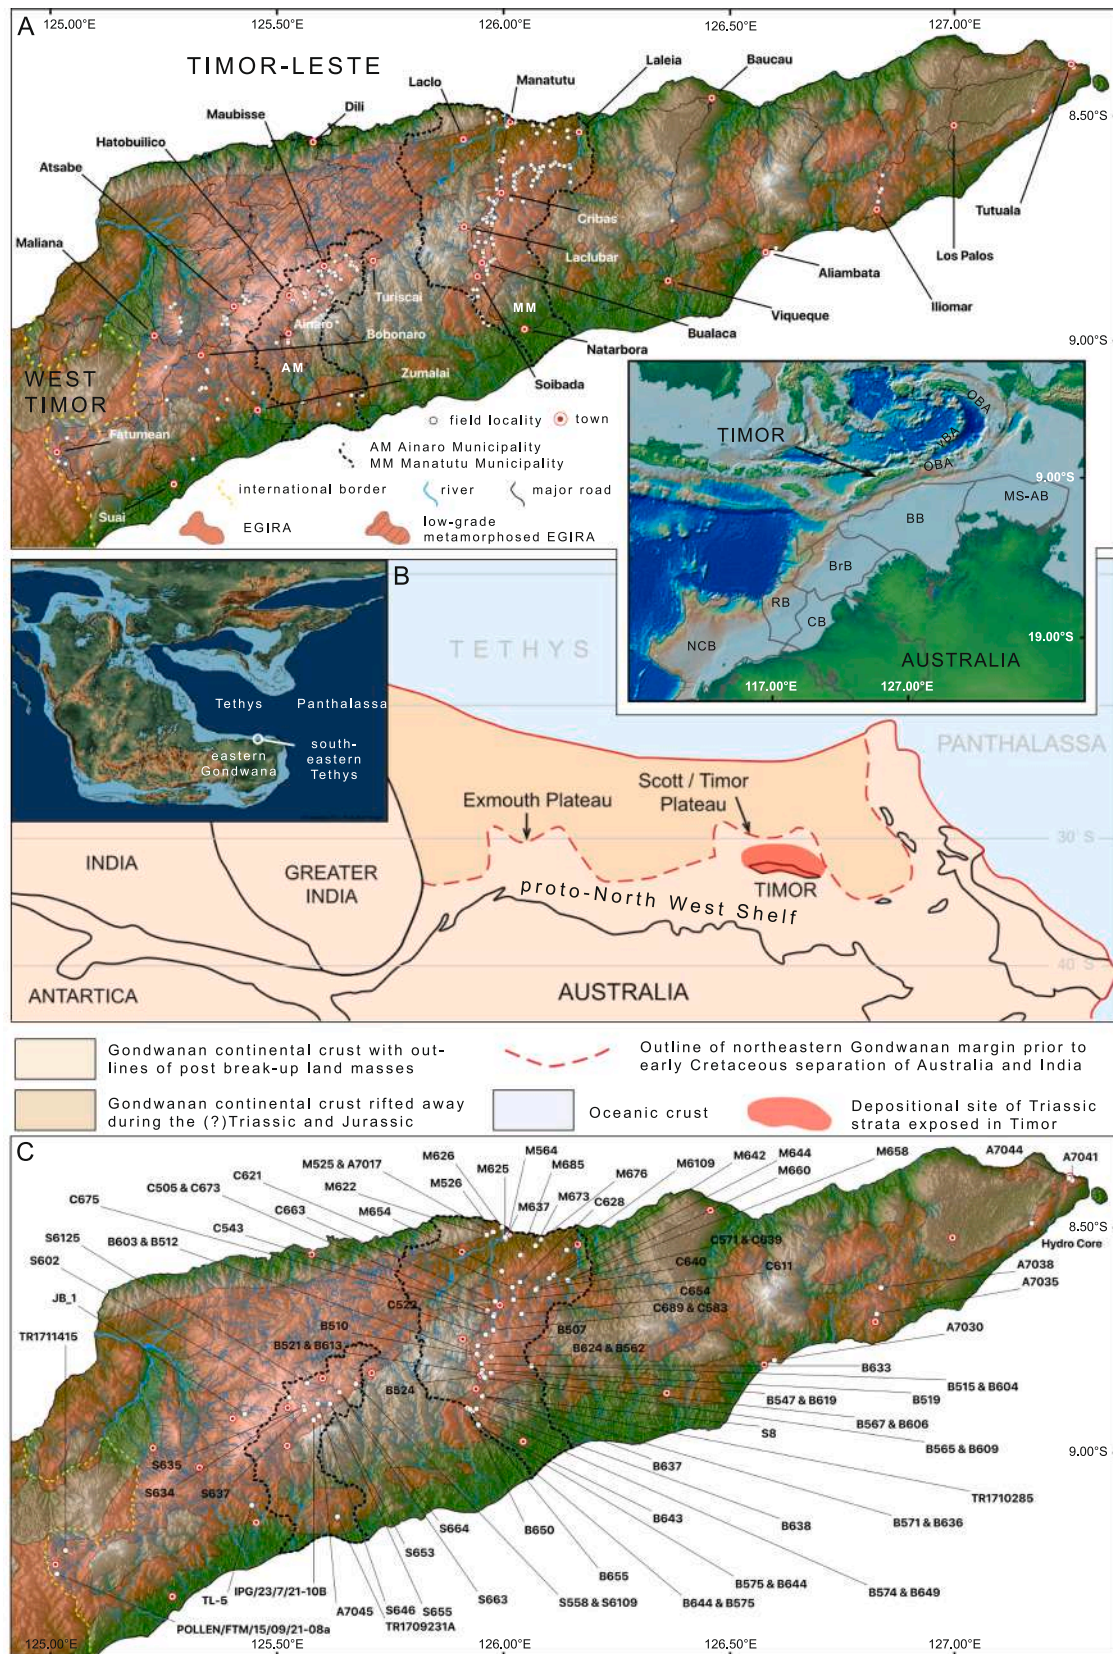 A
125.00°E
125.50°E
126.00°E
126.50°E
127.00°E
TIMOR-LESTE
Laclo
Manatutu
Laleia
Baucau
Maubisse
Dili
8.50°S
Hatobuilico
Atsabe
Cribas
Tutuala
Maliana
Laclubar
Los Palos
Turiscai
Aliambata
Iliomar
Ainaro
MM
Viqueque
Bobonaro
Bualaca
9.00°S
AM
Natarbora
WEST
TIMOR
Zumalai
Soibada
Fatumean
field locality
town
AM Ainaro Municipality
MM Manatutu Municipality
international border
river
major road
Suai
EGIRA
low-grade
metamorphosed EGIRA
OBA
TIMOR
VBA
OBA
9.00°S
MS-AB
BB
BrB
RB
CB
19.00°S
NCB
AUSTRALIA
117.00°E
127.00°E
B
TETHYS
Tethys
Panthalassa
eastern
Gondwana
south-
eastern
Tethys
PANTHALASSA
Scott / Timor
Plateau
Exmouth Plateau
30° S
INDIA
GREATER
INDIA
TIMOR
proto-North West Shelf
40° S
ANTARTICA
AUSTRALIA
Gondwanan continental crust with out-
lines of post break-up land masses
Outline of northeastern Gondwanan margin prior to
early Cretaceous separation of Australia and India
Gondwanan continental crust rifted away
during the (?)Triassic and Jurassic
Oceanic crust
Depositional site of Triassic
strata exposed in Timor
C
M564
M626
M625
M685
M642
M644
M658
A7044
A7041
C621
M525 & A7017
M526
M676
M6109
M660
C505 & C673
M622
M637
M673
C628
C675
C663
M654
8.50°S
S6125
C543
C571 & C639
Hydro Core
B603 & B512
C640
C611
A7038
S602
C654
A7035
JB_1
C522
C689 & C583
B510
B507
A7030
TR1711415
B521 & B613
B624 & B562
B633
B524
B515 & B604
B547 & B619
B519
B567 & B606
S8
B565 & B609
9.00°S
S635
B637
S634
S637
TR1710285
B643
B638
B571 & B636
S664
B650
S653
B655
B575 & B644
B574 & B649
TL-5
IPG/23/7/21-10B
S663
S558 & S6109
B644 & B575
A7045
S646
S655
TR1709231A
POLLEN/FTM/15/09/21-08a
125.00°E
125.50°E
126.00°E
126.50°E
127.00°E